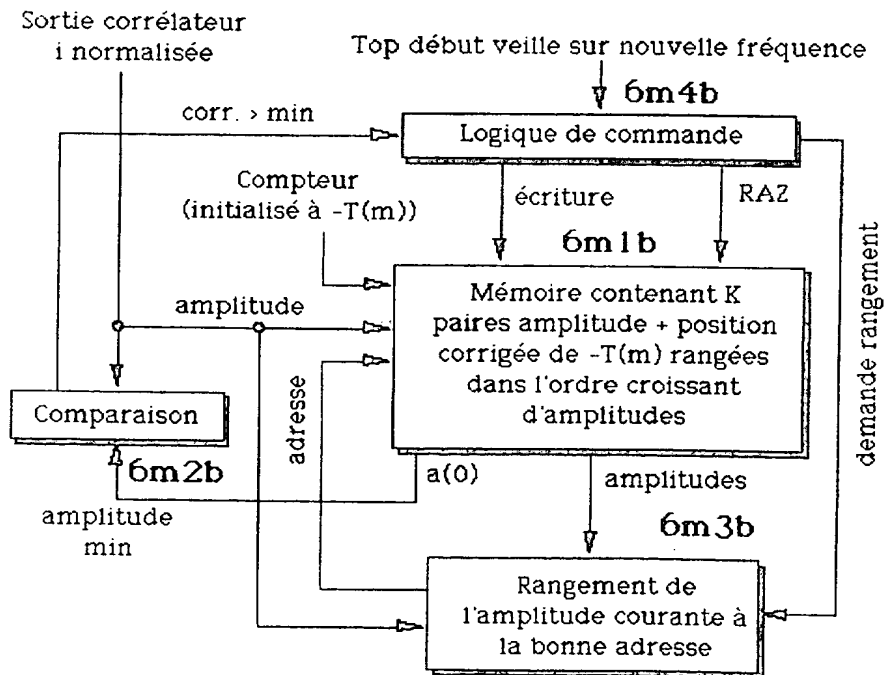 Sortie corrélateur
i normalisée
Top début veille sur nouvelle fréquence
6m4b
corr. > min
Logique de commande
Compteur
(initialisé à -T(m))
écriture
RAZ
6m1b
amplitude
Mémoire contenant K
paires amplitude + position
corrigée de -T(m) rangées
dans l'ordre croissant
d'amplitudes
demande rangement
adresse
Comparaison
6m2b
a(0)
amplitudes
amplitude
min
6m3b
Rangement de
l'amplitude courante à
la bonne adresse